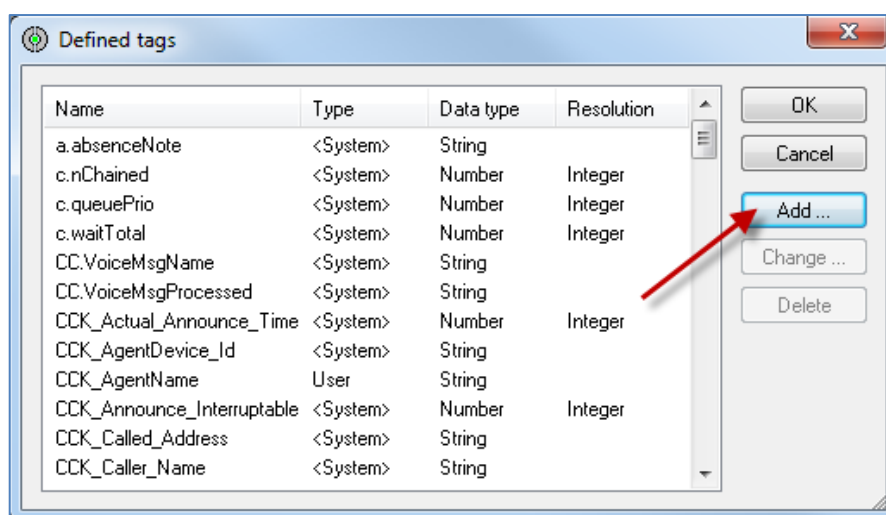 Defined tags
Name Type Data type Resolution
a.absenceNote <System> String
c.nChained <System> Number Integer
c.queuePrio <System> Number Integer
c.waitTotal <System> Number Integer
CC.VoiceMsgName <System> String
CC.VoiceMsgProcessed <System> String
CCK_Actual_Announce_Time <System> Number Integer
CCK_AgentDevice_Id <System> String
CCK_AgentName User String
CCK_Announce_Interruptable <System> Number Integer
CCK_Called_Address <System> String
CCK_Caller_Name <System> String
OK
Cancel
Add ...
Change ...
Delete